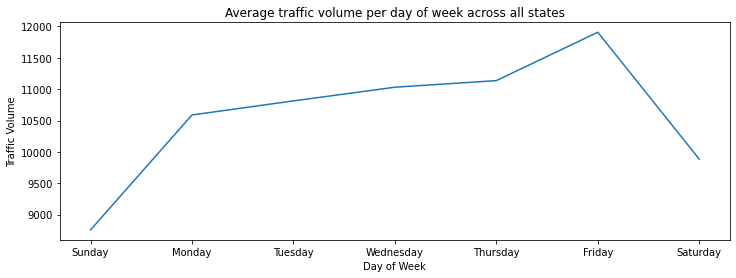 Average traffic volume per day of week across all states
12000
11500
11000
10500
10000
9500
9000
Traffic Volume
Sunday Monday Tuesday Wednesday Thursday Friday Saturday
Day of Week